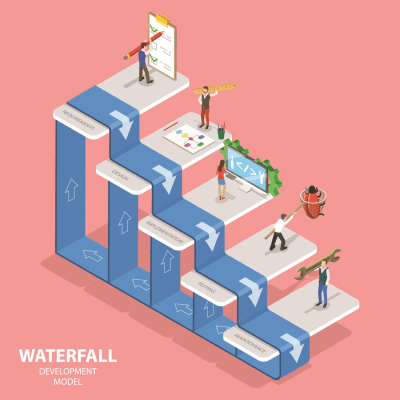 REQUIREMENTS
DESIGN
</>
IMPLEMENTATION
TESTING
MAINTENANCE
WATERFALL
DEVELOPMENT
MODEL